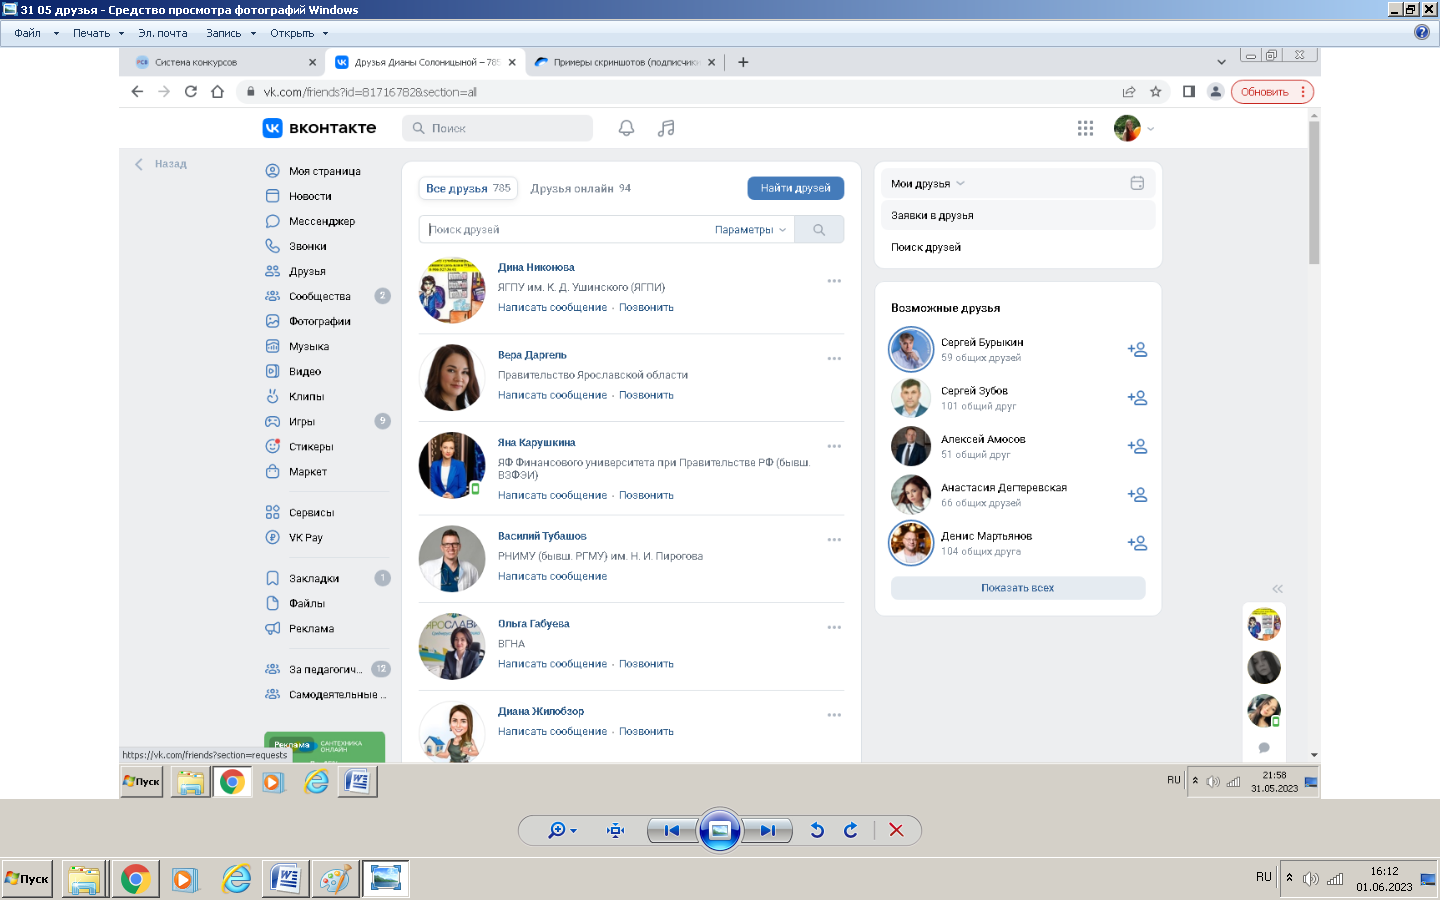 31 05 друзья - Средство просмотра фотографий Windows
Файл Печать Эл. почта Запись Открыть
Система конкурсов
Друзья Дианы Солоницыной – 785
Примеры скриншотов (подписчики
vk.com/friends?id=81716782&section=all
Обновить
вконтакте
Поиск
Назад
Моя страница
Новости
Мессенджер
Звонки
Друзья
Сообщества 2
Фотографии
Музыка
Видео
Клипы
Игры 9
Стикеры
Маркет
Сервисы
VK Pay
Закладки 1
Файлы
Реклама
За педагогич... 12
Самодеятельные ...
Реклама
САНТЕХНИКА
ОНЛАЙН
https://vk.com/friends?section=requests
Все друзья 785 Друзья онлайн 94
Найти друзей
Поиск друзей
Параметры
Дина Никонова
ЯГПУ им. К. Д. Ушинского (ЯГПИ)
Написать сообщение · Позвонить
Вера Даргель
Правительство Ярославской области
Написать сообщение · Позвонить
Яна Карушкина
ЯФ Финансового университета при Правительстве РФ (бывш.
ВЗФЭИ)
Написать сообщение · Позвонить
Василий Тубашов
РНИМУ (бывш. РГМУ) им. Н. И. Пирогова
Написать сообщение
Ольга Габуева
ВГНА
Написать сообщение · Позвонить
Диана Жилобзор
Написать сообщение · Позвонить
Мои друзья
Заявки в друзья
Поиск друзей
Возможные друзья
Сергей Бурыкин
59 общих друзей
Сергей Зубов
101 общий друг
Алексей Амосов
51 общий друг
Анастасия Дегтеревская
66 общих друзей
Денис Мартьянов
104 общих друга
Показать всех
Пуск
RU
21:58
31.05.2023
Пуск
RU
16:12
01.06.2023